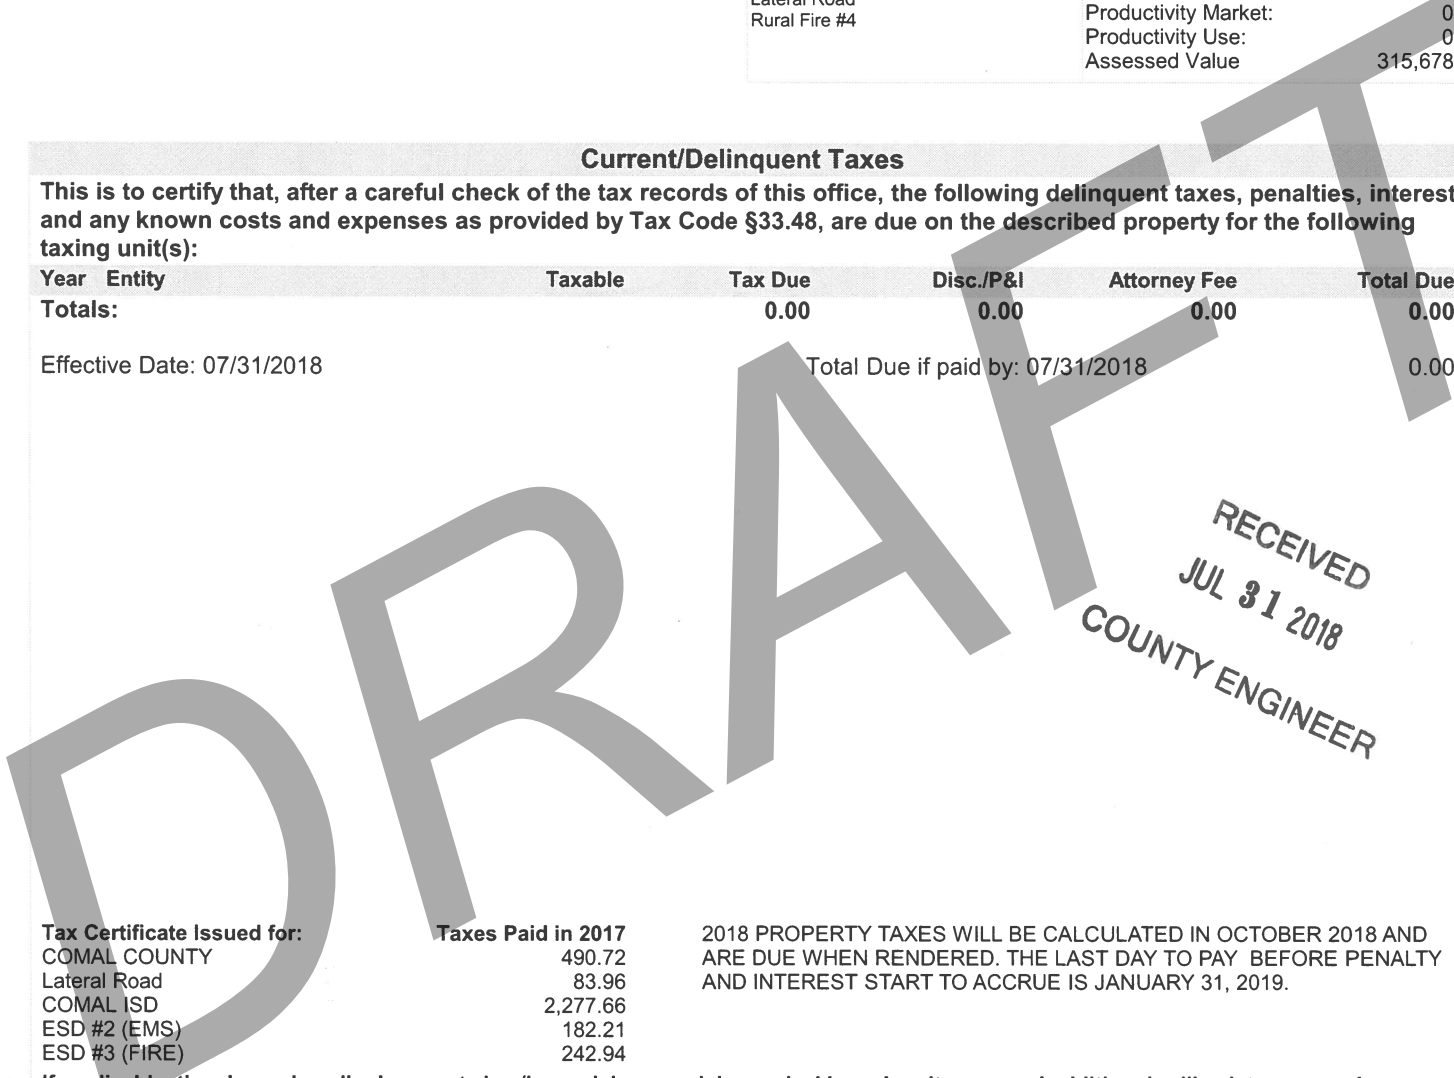 Lateral Road
Rural Fire #4
Productivity Market: 0
Productivity Use: 0
Assessed Value 315,678
Current/Delinquent Taxes
This is to certify that, after a careful check of the tax records of this office, the following delinquent taxes, penalties, interest
and any known costs and expenses as provided by Tax Code §33.48, are due on the described property for the following
taxing unit(s):
Year Entity Taxable Tax Due Disc./P&I Attorney Fee Total Due
Totals: 0.00 0.00 0.00 0.00
Effective Date: 07/31/2018 Total Due if paid by: 07/31/2018 0.00
DRAFT
RECEIVED
JUL 31 2018
COUNTY ENGINEER
Tax Certificate Issued for: Taxes Paid in 2017
COMAL COUNTY 490.72
Lateral Road 83.96
COMAL ISD 2,277.66
ESD #2 (EMS) 182.21
ESD #3 (FIRE) 242.94
2018 PROPERTY TAXES WILL BE CALCULATED IN OCTOBER 2018 AND
ARE DUE WHEN RENDERED. THE LAST DAY TO PAY BEFORE PENALTY
AND INTEREST START TO ACCRUE IS JANUARY 31, 2019.